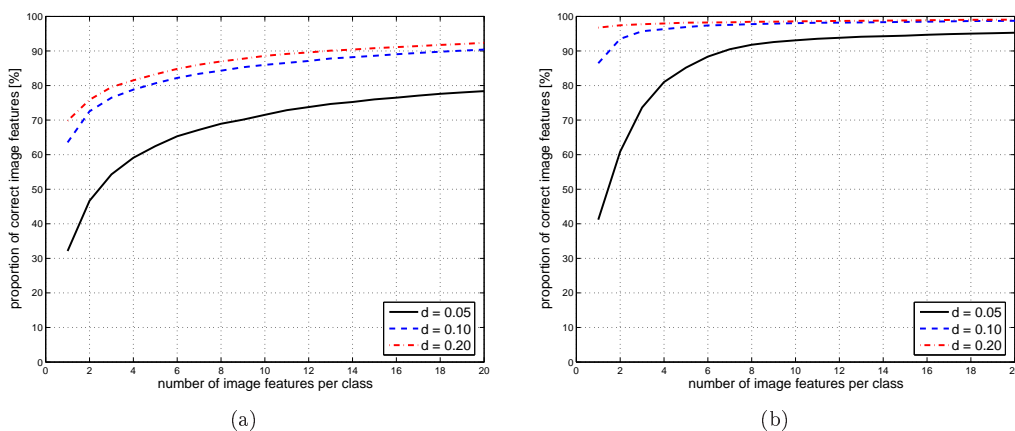 100
90
80
70
60
50
40
30
20
10
0
proportion of correct image features [%]
0 2 4 6 8 10 12 14 16 18 20
number of image features per class
d = 0.05
d = 0.10
d = 0.20
(a)
100
90
80
70
60
50
40
30
20
10
0
proportion of correct image features [%]
0 2 4 6 8 10 12 14 16 18 2
number of image features per class
d = 0.05
d = 0.10
d = 0.20
(b)